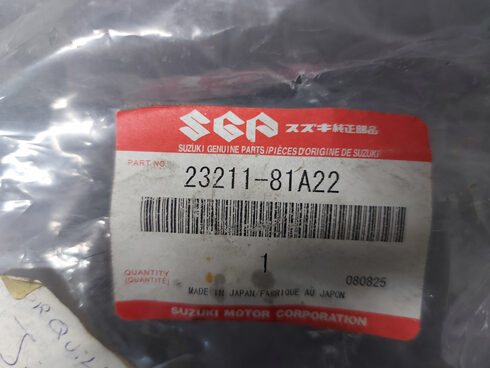 SGP スズキ純正部品
SUZUKI GENUINE PARTS/PIÈCES D'ORIGINE DE SUZUKI
PART NO.
23211-81A22
QUANTITY
(QUANTITÉ)
1
080825
MADE IN JAPAN/FABRIQUE AU JAPON
SUZUKI MOTOR CORPORATION